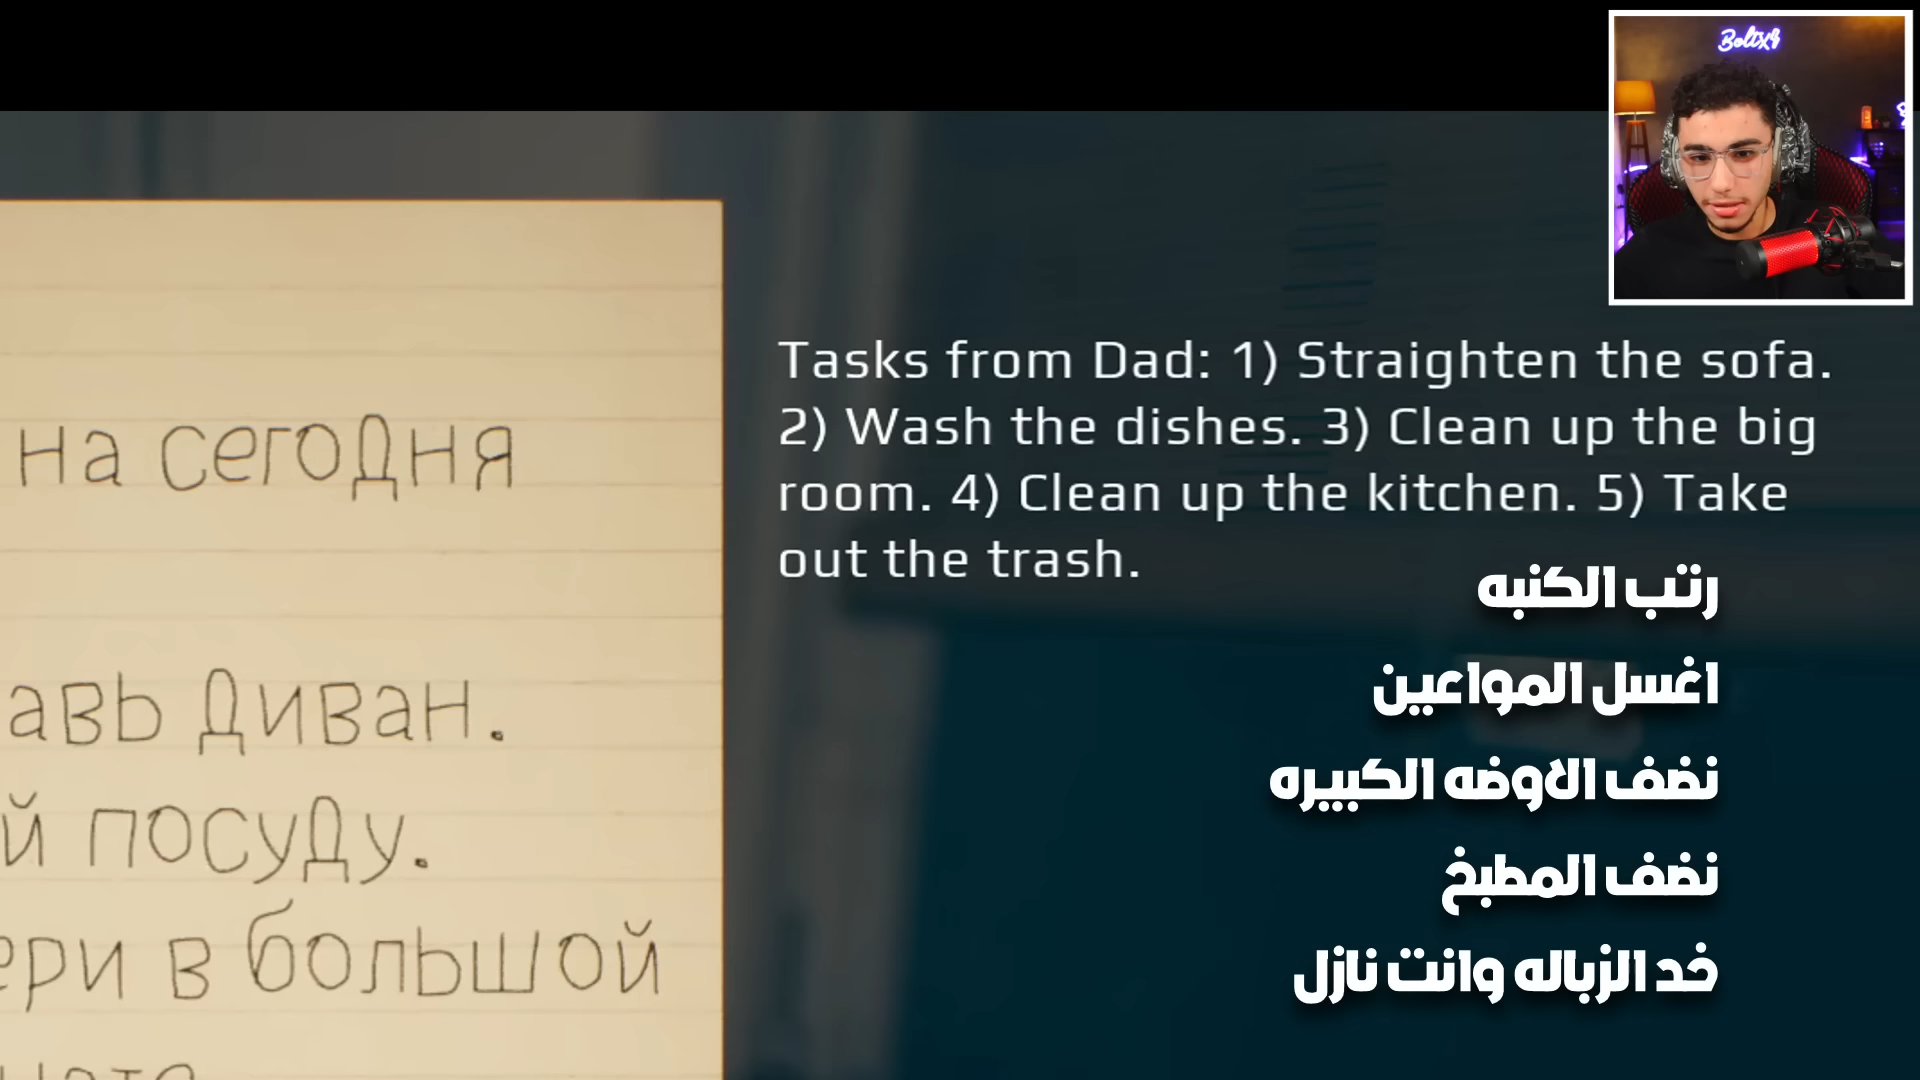 Boltx4
на сегодня
авь диван.
й посуду.
ери в большой
Tasks from Dad: 1) Straighten the sofa.
2) Wash the dishes. 3) Clean up the big
room. 4) Clean up the kitchen. 5) Take
out the trash.
رتب الكنبه
اغسل المواعين
نضف الاوضه الكبيره
نضف المطبخ
خد الزباله وانت نازل